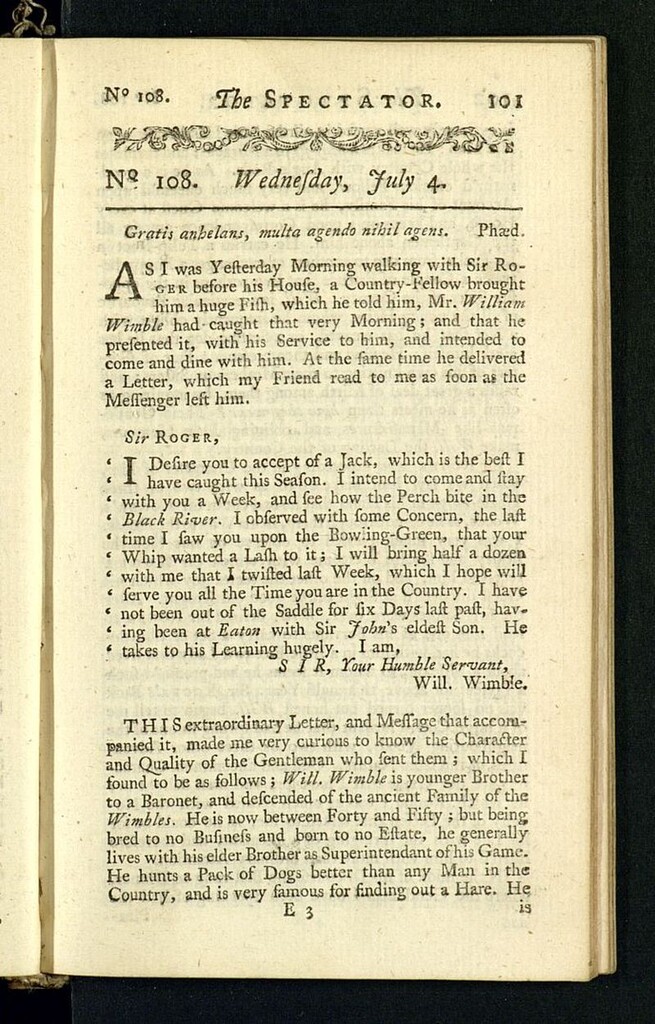 Nº 108. The SPECTATOR. 101
Nº 108. Wedneſday, July 4.
Gratis anhelans, multa agendo nihil agens. Phæd.
AS I was Yeſterday Morning walking with Sir Ro-
GER before his Houſe, a Country-Fellow brought
him a huge Fiſh, which he told him, Mr. William
Wimble had caught that very Morning; and that he
preſented it, with his Service to him, and intended to
come and dine with him. At the ſame time he delivered
a Letter, which my Friend read to me as ſoon as the
Meſſenger left him.
Sir ROGER,
‘ I Deſire you to accept of a Jack, which is the beſt I
‘ have caught this Seaſon. I intend to come and ſtay
‘ with you a Week, and ſee how the Perch bite in the
‘ Black River. I obſerved with ſome Concern, the laſt
‘ time I ſaw you upon the Bowling-Green, that your
‘ Whip wanted a Laſh to it; I will bring half a dozen
‘ with me that I twiſted laſt Week, which I hope will
‘ ſerve you all the Time you are in the Country. I have
‘ not been out of the Saddle for ſix Days laſt paſt, hav-
‘ ing been at Eaton with Sir John's eldeſt Son. He
‘ takes to his Learning hugely. I am,
S I R, Your Humble Servant,
Will. Wimble.
THIS extraordinary Letter, and Meſſage that accom-
panied it, made me very curious to know the Character
and Quality of the Gentleman who ſent them; which I
found to be as follows; Will. Wimble is younger Brother
to a Baronet, and deſcended of the ancient Family of the
Wimbles. He is now between Forty and Fifty; but being
bred to no Buſineſs and born to no Eſtate, he generally
lives with his elder Brother as Superintendant of his Game.
He hunts a Pack of Dogs better than any Man in the
Country, and is very famous for finding out a Hare. He
E 3 is